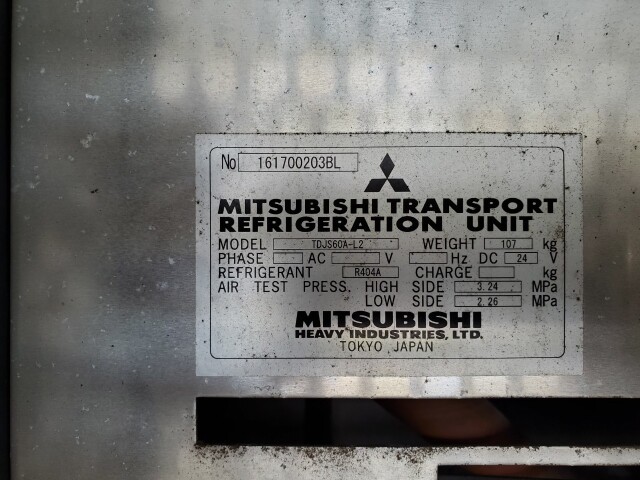 No 161700203BL
MITSUBISHI TRANSPORT
REFRIGERATION UNIT
MODEL TDJS60A-L2 WEIGHT 107 kg
PHASE AC V Hz DC 24 V
REFRIGERANT R404A CHARGE kg
AIR TEST PRESS. HIGH SIDE 3.24 MPa
LOW SIDE 2.26 MPa
MITSUBISHI
HEAVY INDUSTRIES, LTD.
TOKYO JAPAN